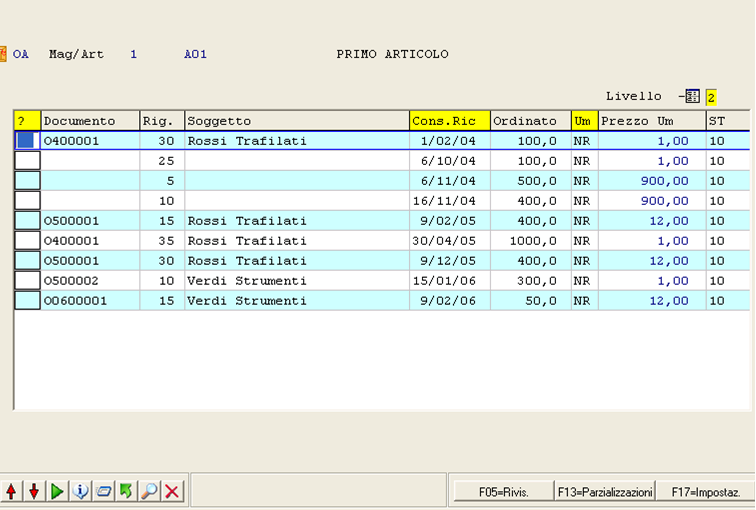 OA Mag/Art 1 A01 PRIMO ARTICOLO
Livello 2
? Documento Rig. Soggetto Cons.Ric Ordinato Um Prezzo Um ST
O400001 30 Rossi Trafilati 1/02/04 100,0 NR 1,00 10
25 6/10/04 100,0 NR 1,00 10
5 6/11/04 500,0 NR 900,00 10
10 16/11/04 400,0 NR 900,00 10
O500001 15 Rossi Trafilati 9/02/05 400,0 NR 12,00 10
O400001 35 Rossi Trafilati 30/04/05 1000,0 NR 1,00 10
O500001 30 Rossi Trafilati 9/12/05 400,0 NR 12,00 10
O500002 10 Verdi Strumenti 15/01/06 300,0 NR 1,00 10
O0600001 15 Verdi Strumenti 9/02/06 50,0 NR 12,00 10
F05=Rivis. F13=Parzializzazioni F17=Impostaz.